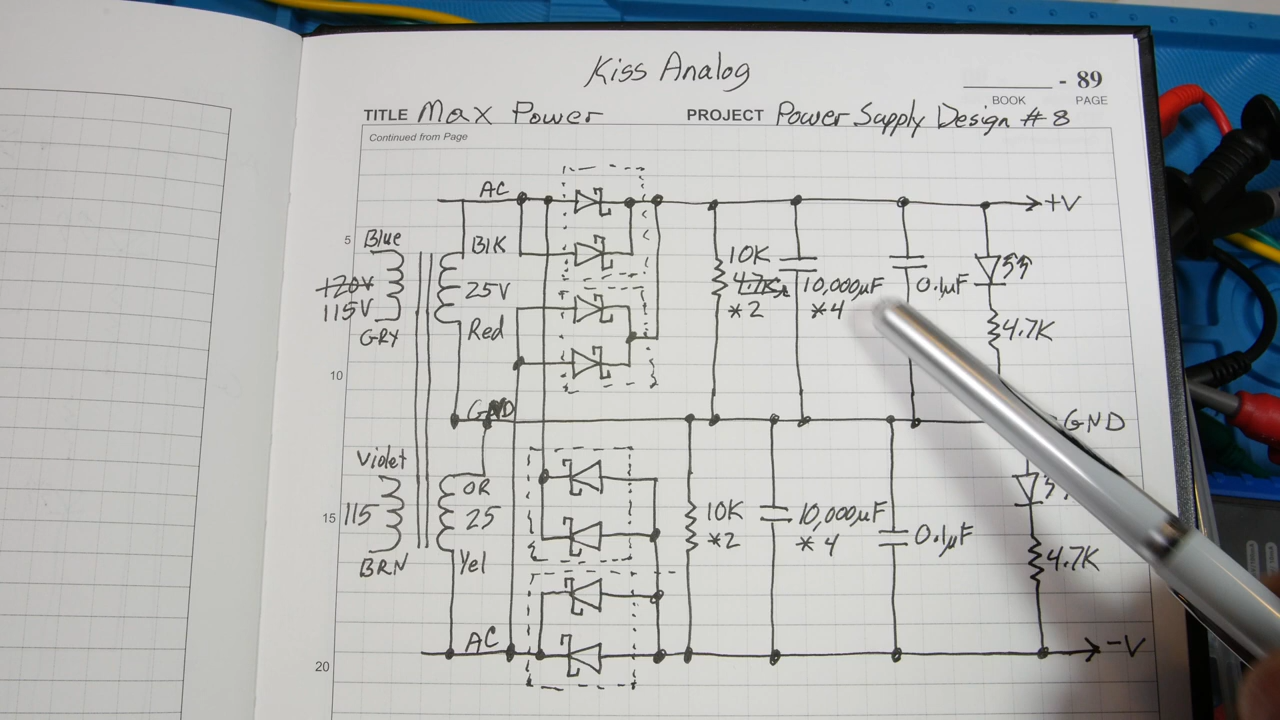 Kiss Analog
- 89
BOOK PAGE
TITLE Max Power PROJECT Power Supply Design #8
Continued from Page
AC
+V
5
Blue
BlK
120V
115V
25V
GRY
Red
10K
4.7K
*2
10,000µF
*4
0.1µF
4.7K
10
GND
GND
Violet
OR
115
25
15
BRN
Yel
10K
*2
10,000µF
*4
0.1µF
4.7K
AC
-V
20